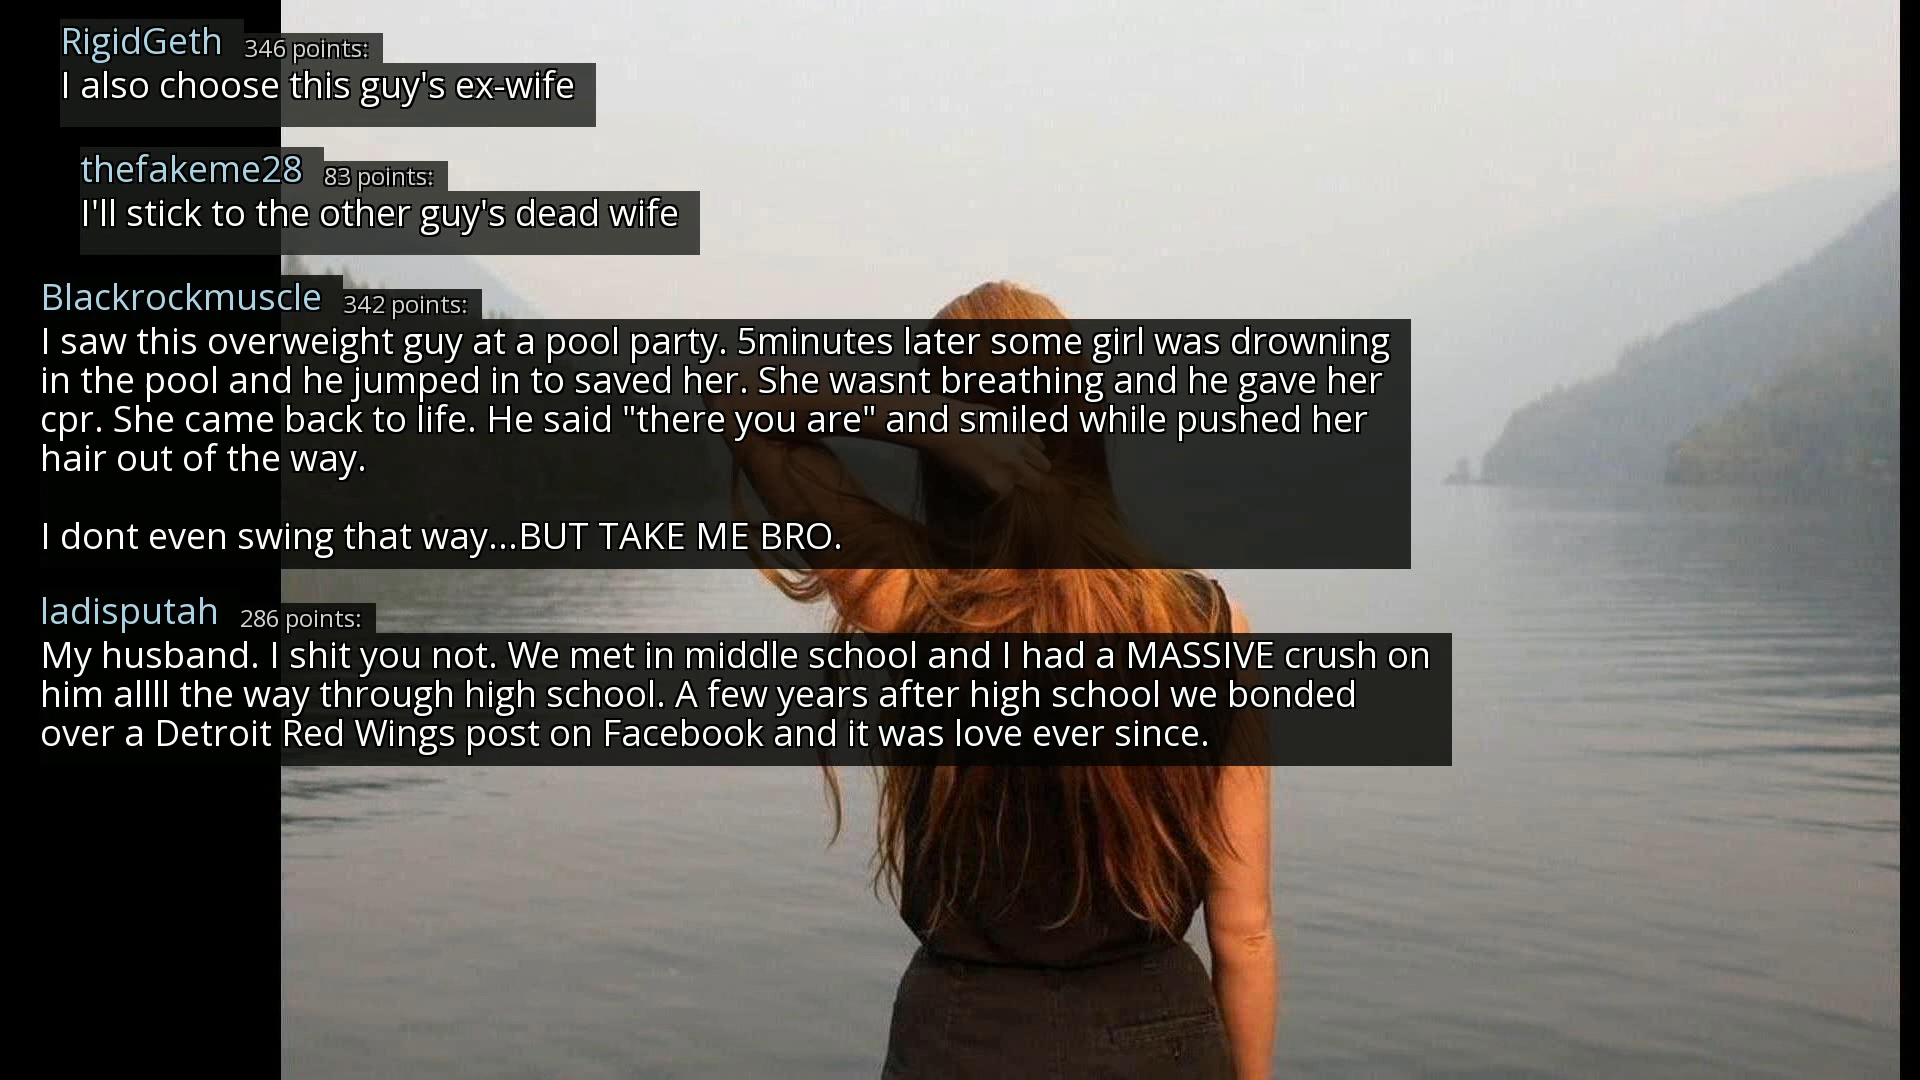 RigidGeth 346 points:
I also choose this guy's ex-wife
thefakeme28 83 points:
I'll stick to the other guy's dead wife
Blackrockmuscle 342 points:
I saw this overweight guy at a pool party. 5minutes later some girl was drowning
in the pool and he jumped in to saved her. She wasnt breathing and he gave her
cpr. She came back to life. He said "there you are" and smiled while pushed her
hair out of the way.
I dont even swing that way...BUT TAKE ME BRO.
ladisputah 286 points:
My husband. I shit you not. We met in middle school and I had a MASSIVE crush on
him allll the way through high school. A few years after high school we bonded
over a Detroit Red Wings post on Facebook and it was love ever since.